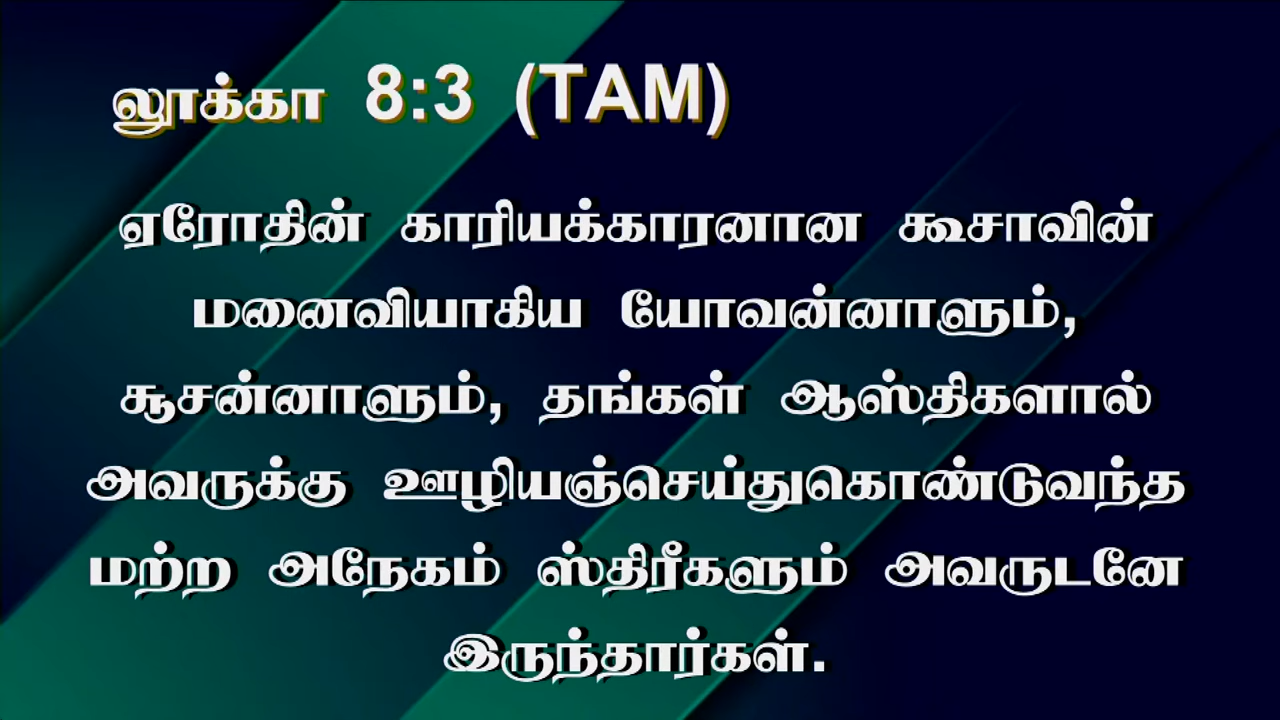 லூக்கா 8:3 (TAM)
ஏரோதின் காரியக்காரனான கூசாவின்
மனைவியாகிய யோவன்னாளும்,
சூசன்னாளும், தங்கள் ஆஸ்திகளால்
அவருக்கு ஊழியஞ்செய்துகொண்டுவந்த
மற்ற அநேகம் ஸ்திரீகளும் அவருடனே
இருந்தார்கள்.